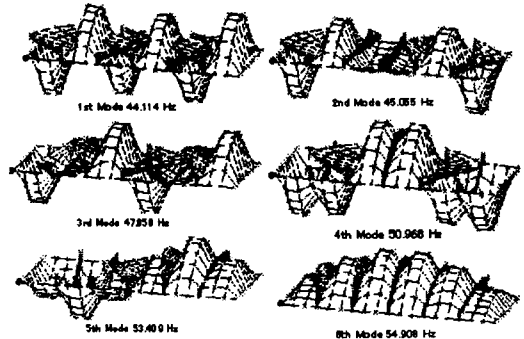 1st Mode 44.114 Hz
2nd Mode 45.055 Hz
3rd Mode 47.858 Hz
4th Mode 50.966 Hz
5th Mode 53.409 Hz
6th Mode 54.908 Hz